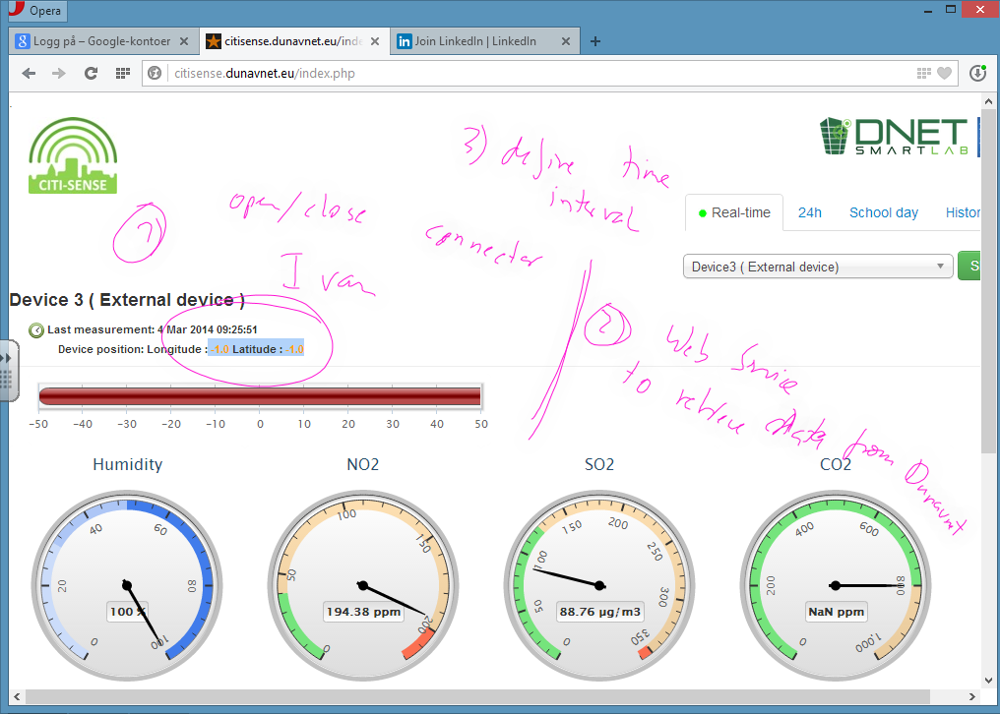 Opera
Logg på – Google-kontoer
citisense.dunavnet.eu/inde
Join LinkedIn | LinkedIn
citisense.dunavnet.eu/index.php
CITI-SENSE
DNET
SMARTLAB
3) define time
interval
1)
open/close
connector
Ivan
Real-time
24h
School day
Histor
Device3 ( External device)
S
Device 3 ( External device )
Last measurement: 4 Mar 2014 09:25:51
Device position: Longitude : -1.0 Latitude : -1.0
2
Web Service
to retrieve data from Dunavnet
-50 -40 -30 -20 -10 0 10 20 30 40 50
Humidity
NO2
SO2
CO2
0 20 40 60 80 100
100 %
0 50 100 150 200
194.38 ppm
0 50 100 150 200 250 300 350
88.76 µg/m3
0 200 400 600 800 1,000
NaN ppm